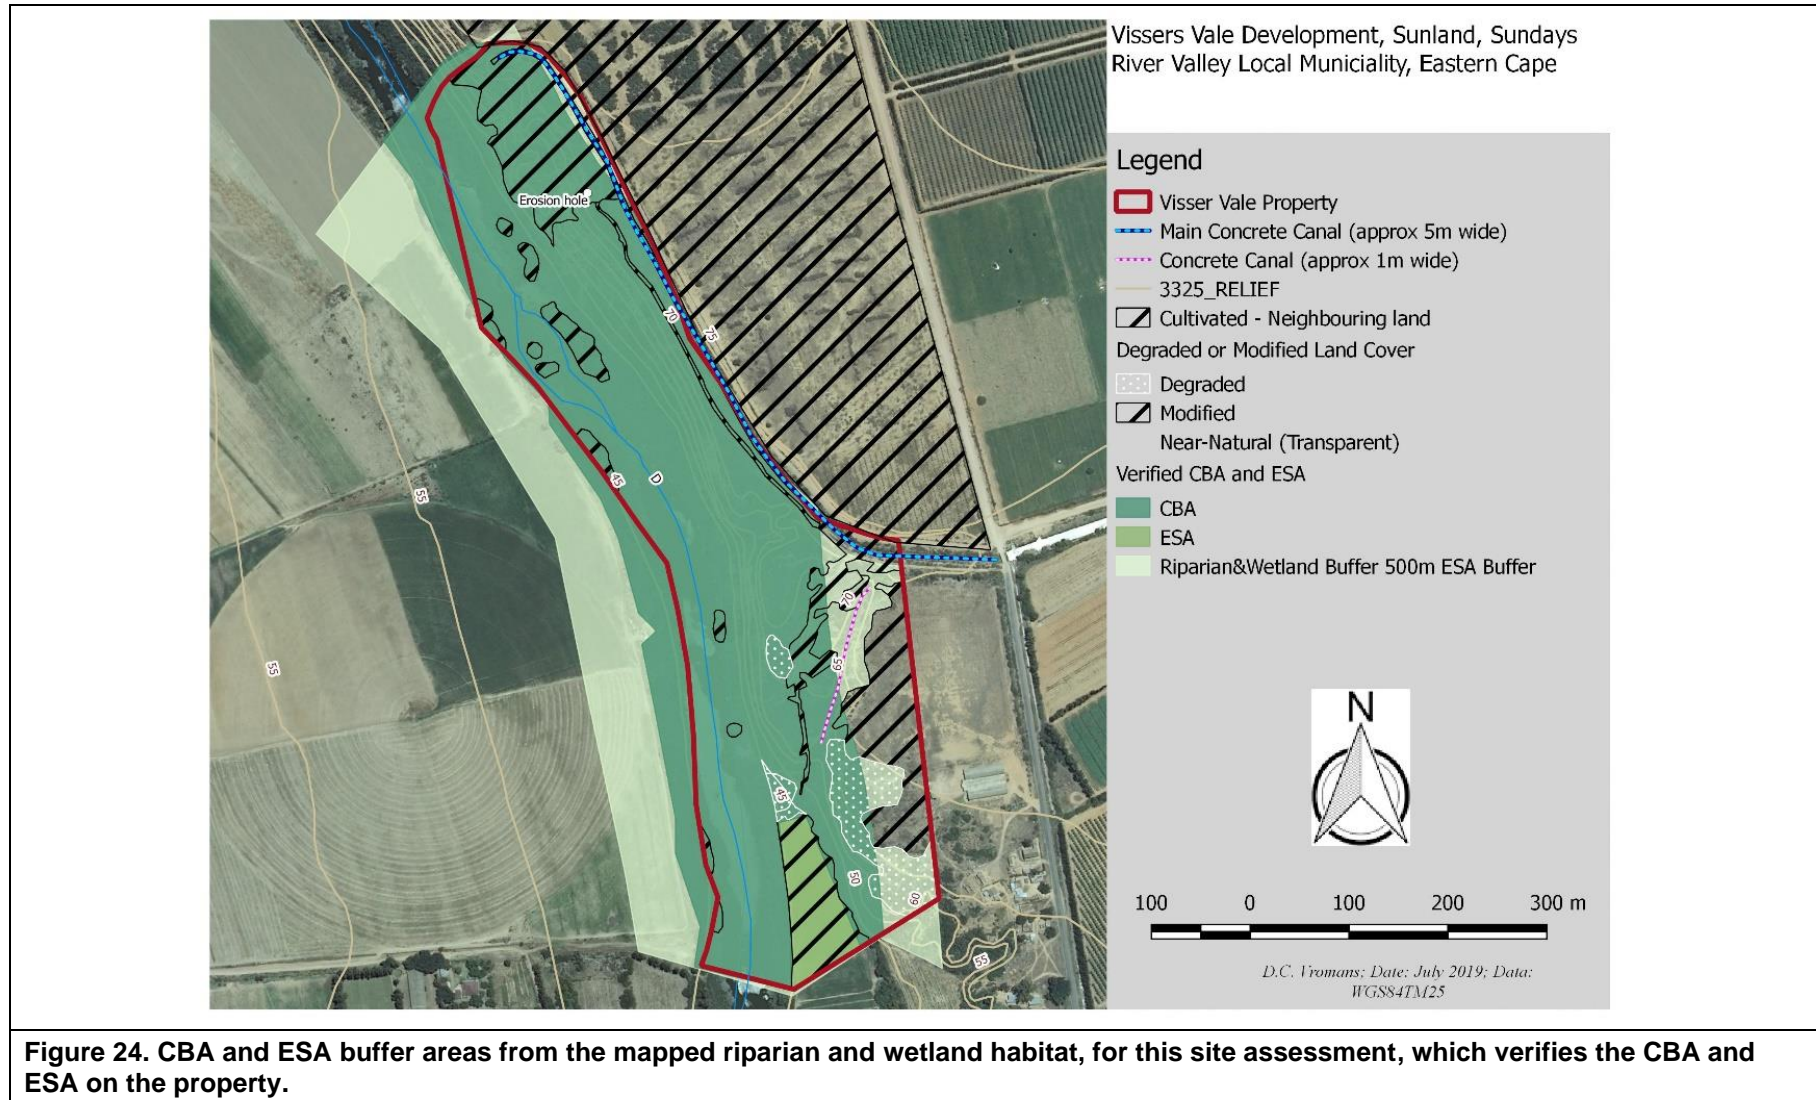 Vissers Vale Development, Sunland, Sundays
River Valley Local Municiality, Eastern Cape
Legend
Visser Vale Property
Main Concrete Canal (approx 5m wide)
Concrete Canal (approx 1m wide)
3325_RELIEF
Cultivated - Neighbouring land
Degraded or Modified Land Cover
Degraded
Modified
Near-Natural (Transparent)
Verified CBA and ESA
CBA
ESA
Riparian&Wetland Buffer 500m ESA Buffer
N
100 0 100 200 300 m
D.C. Vromans; Date: July 2019; Data:
WGS84TM25
Erosion hole
70
75
45
D
55
55
70
65
45
50
60
55
Figure 24. CBA and ESA buffer areas from the mapped riparian and wetland habitat, for this site assessment, which verifies the CBA and
ESA on the property.